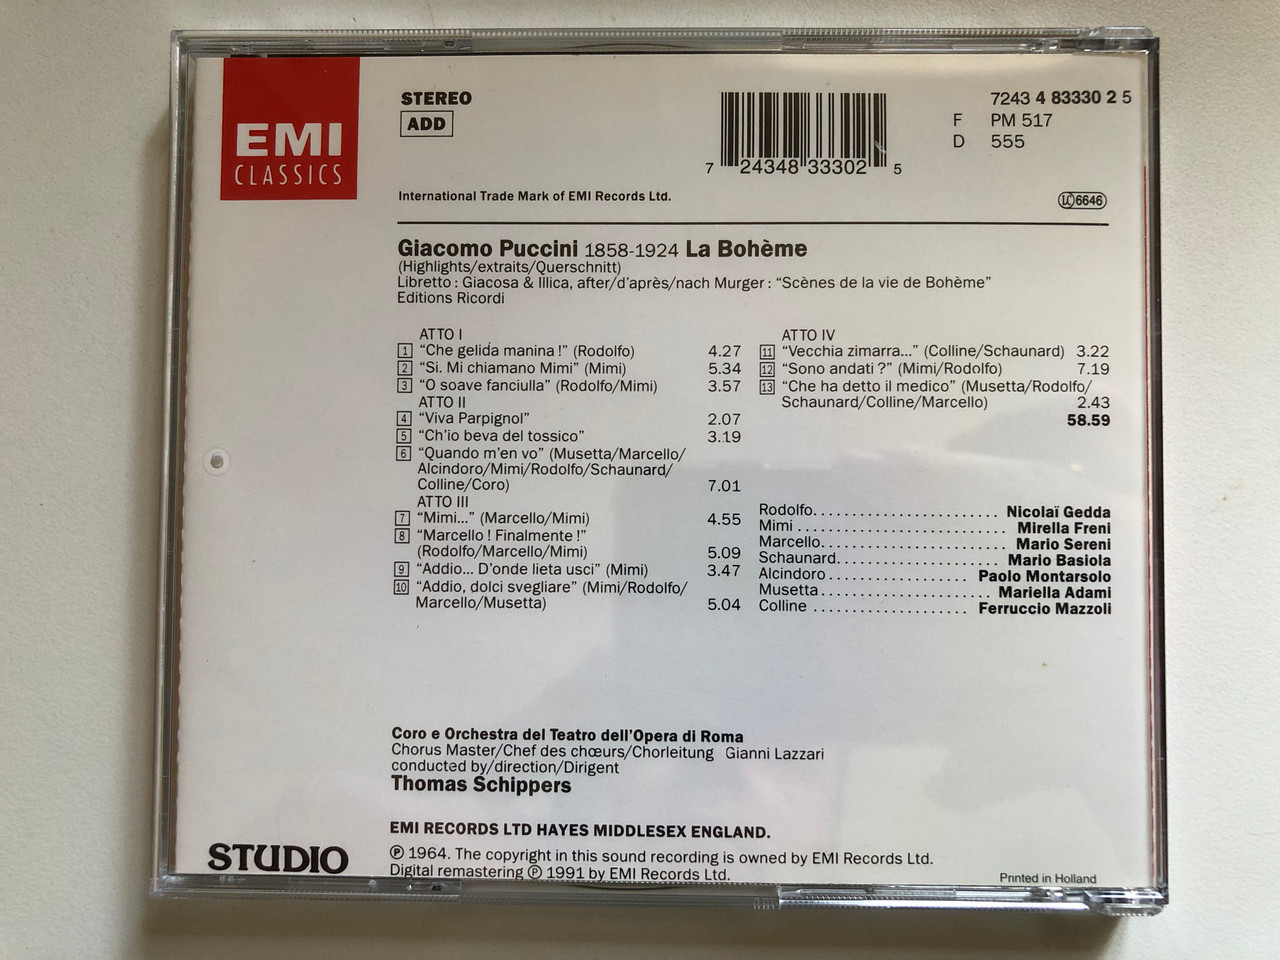 EMI
CLASSICS
STEREO
ADD
7 24348 33302 5
7243 4 83330 2 5
F PM 517
D 555
International Trade Mark of EMI Records Ltd.
LC 6646
Giacomo Puccini 1858-1924 La Bohème
(Highlights/extraits/Querschnitt)
Libretto : Giacosa & Illica, after/d'après/nach Murger : “Scènes de la vie de Bohème”
Editions Ricordi
ATTO I
1 “Che gelida manina !” (Rodolfo) 4.27
2 “Si. Mi chiamano Mimi” (Mimi) 5.34
3 “O soave fanciulla” (Rodolfo/Mimi) 3.57
ATTO II
4 “Viva Parpignol” 2.07
5 “Ch'io beva del tossico” 3.19
6 “Quando m'en vo” (Musetta/Marcello/
Alcindoro/Mimi/Rodolfo/Schaunard/
Colline/Coro) 7.01
ATTO III
7 “Mimi...” (Marcello/Mimi) 4.55
8 “Marcello ! Finalmente !”
(Rodolfo/Marcello/Mimi) 5.09
9 “Addio... D'onde lieta usci” (Mimi) 3.47
10 “Addio, dolci svegliare” (Mimi/Rodolfo/
Marcello/Musetta) 5.04
ATTO IV
11 “Vecchia zimarra...” (Colline/Schaunard) 3.22
12 “Sono andati ?” (Mimi/Rodolfo) 7.19
13 “Che ha detto il medico” (Musetta/Rodolfo/
Schaunard/Colline/Marcello) 2.43
58.59
Rodolfo........................ Nicolaï Gedda
Mimi ........................... Mirella Freni
Marcello........................ Mario Sereni
Schaunard..................... Mario Basiola
Alcindoro .................. Paolo Montarsolo
Musetta...................... Mariella Adami
Colline .................... Ferruccio Mazzoli
Coro e Orchestra del Teatro dell'Opera di Roma
Chorus Master/Chef des chœurs/Chorleitung Gianni Lazzari
conducted by/direction/Dirigent
Thomas Schippers
EMI RECORDS LTD HAYES MIDDLESEX ENGLAND.
STUDIO
℗ 1964. The copyright in this sound recording is owned by EMI Records Ltd.
Digital remastering ℗ 1991 by EMI Records Ltd.
Printed in Holland